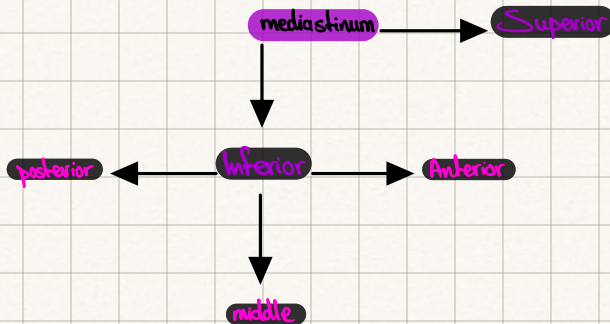 mediastinum
Superior
Inferior
posterior
Anterior
middle